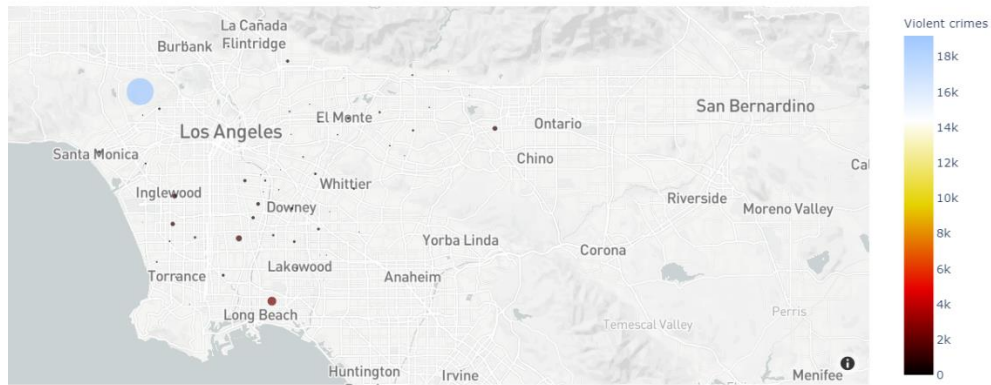 La Cañada
Flintridge
Burbank
Los Angeles
El Monte
San Bernardino
Ontario
Chino
Santa Monica
Cal
Inglewood
Whittier
Downey
Riverside
Moreno Valley
Yorba Linda
Corona
Torrance
Lakewood
Anaheim
Long Beach
Temescal Valley
Perris
Huntington
Irvine
Menifee
i
Violent crimes
18k
16k
14k
12k
10k
8k
6k
4k
2k
0